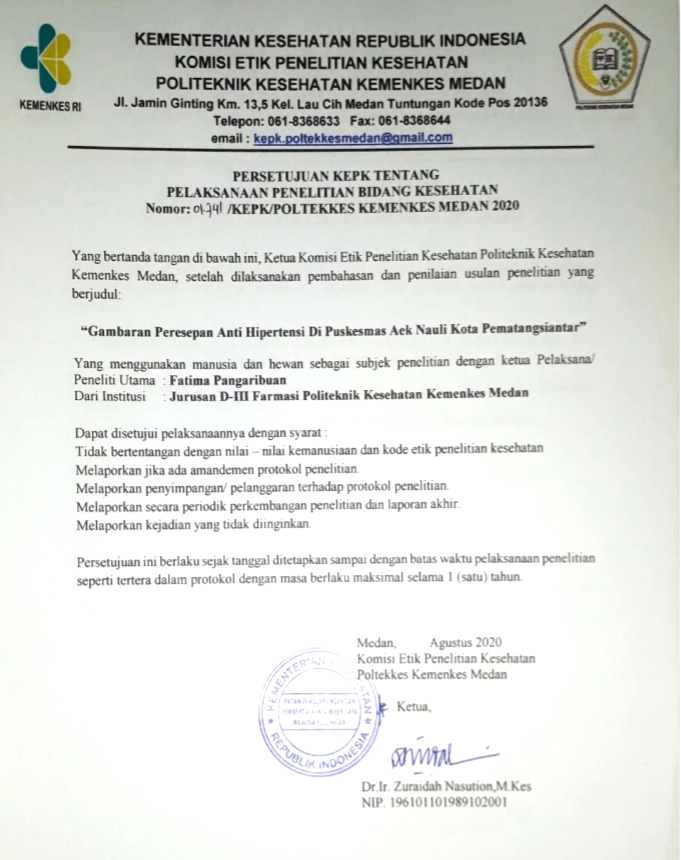 KEMENTERIAN KESEHATAN REPUBLIK INDONESIA
KOMISI ETIK PENELITIAN KESEHATAN
POLITEKNIK KESEHATAN KEMENKES MEDAN
KEMENKES RI
Jl. Jamin Ginting Km. 13,5 Kel. Lau Cih Medan Tuntungan Kode Pos 20136
Telepon: 061-8368633 Fax: 061-8368644
email : kepk.poltekkesmedan@gmail.com
PERSETUJUAN KEPK TENTANG
PELAKSANAAN PENELITIAN BIDANG KESEHATAN
Nomor: /KEPK/POLTEKKES KEMENKES MEDAN 2020
Yang bertanda tangan di bawah ini, Ketua Komisi Etik Penelitian Kesehatan Politeknik Kesehatan
Kemenkes Medan, setelah dilaksanakan pembahasan dan penilaian usulan penelitian yang
berjudul:
“Gambaran Peresepan Anti Hipertensi Di Puskesmas Aek Nauli Kota Pematangsiantar”
Yang menggunakan manusia dan hewan sebagai subjek penelitian dengan ketua Pelaksana/
Peneliti Utama : Fatima Pangaribuan
Dari Institusi : Jurusan D-III Farmasi Politeknik Kesehatan Kemenkes Medan
Dapat disetujui pelaksanaannya dengan syarat :
Tidak bertentangan dengan nilai – nilai kemanusiaan dan kode etik penelitian kesehatan
Melaporkan jika ada amandemen protokol penelitian.
Melaporkan penyimpangan/ pelanggaran terhadap protokol penelitian.
Melaporkan secara periodik perkembangan penelitian dan laporan akhir.
Melaporkan kejadian yang tidak diinginkan.
Persetujuan ini berlaku sejak tanggal ditetapkan sampai dengan batas waktu pelaksanaan penelitian
seperti tertera dalam protokol dengan masa berlaku maksimal selama 1 (satu) tahun.
Medan, Agustus 2020
Komisi Etik Penelitian Kesehatan
Poltekkes Kemenkes Medan
Ketua,
REPUBLIK INDONESIA
Dr.Ir. Zuraidah Nasution,M.Kes
NIP. 196101101989102001